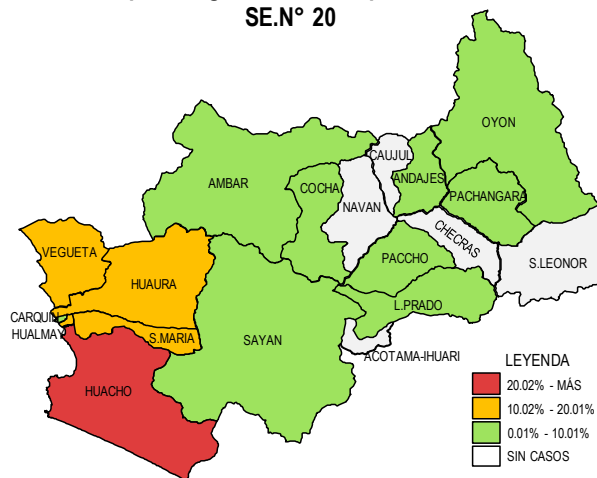 SE.N° 20
OYON
CAUJUL
AMBAR
COCHA
ANDAJES
NAVAN
PACHANGARA
CHECRAS
VEGUETA
HUAURA
PACCHO
S.LEONOR
L.PRADO
CARQUIN
HUALMAY
S.MARIA
SAYAN
ACOTAMA-IHUARI
HUACHO
LEYENDA
20.02% - MÁS
10.02% - 20.01%
0.01% - 10.01%
SIN CASOS